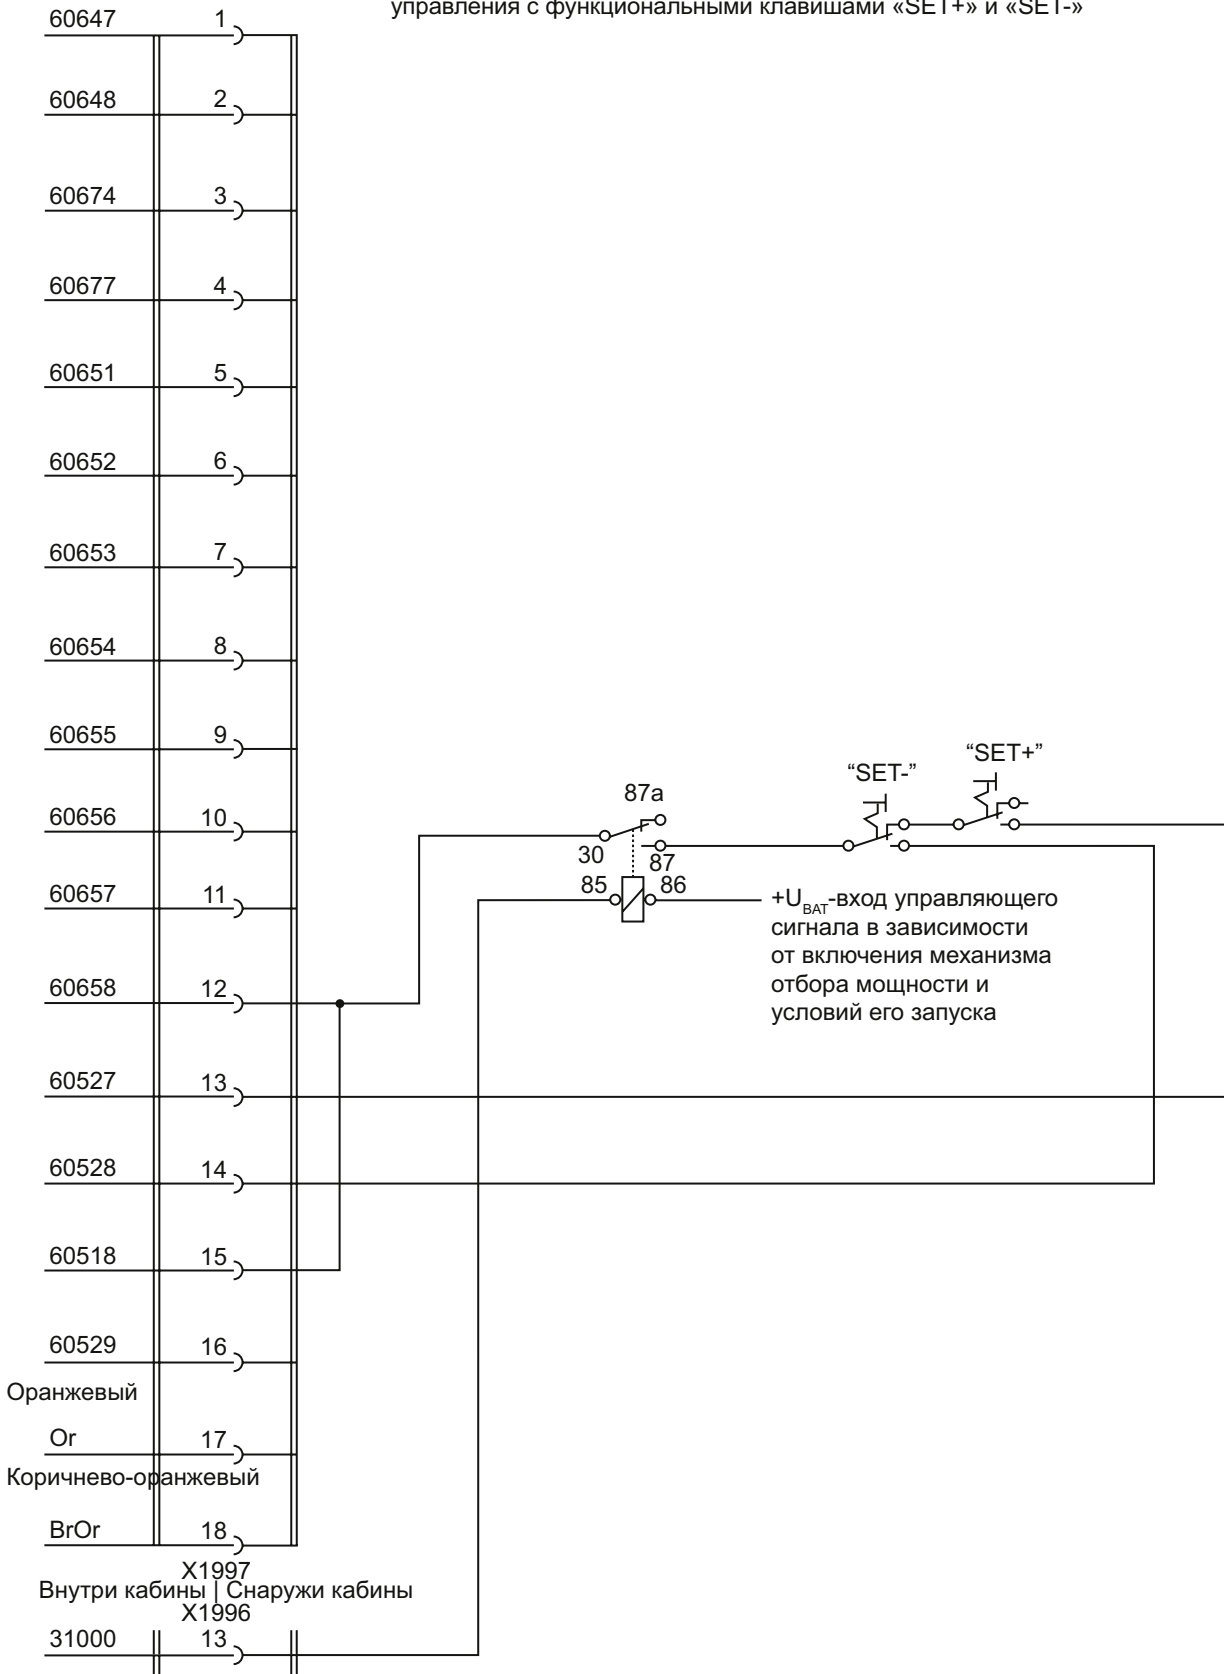 управления с функциональными клавишами «SET+» и «SET-»
60647 1
60648 2
60674 3
60677 4
60651 5
60652 6
60653 7
60654 8
60655 9
“SET+”
“SET-”
87a
60656 10
30 87
85 86
60657 11
+U BAT-вход управляющего
сигнала в зависимости
от включения механизма
отбора мощности и
условий его запуска
60658 12
60527 13
60528 14
60518 15
60529 16
Оранжевый
Or 17
Коричнево-оранжевый
BrOr 18
X1997
Внутри кабины | Снаружи кабины
X1996
31000 13